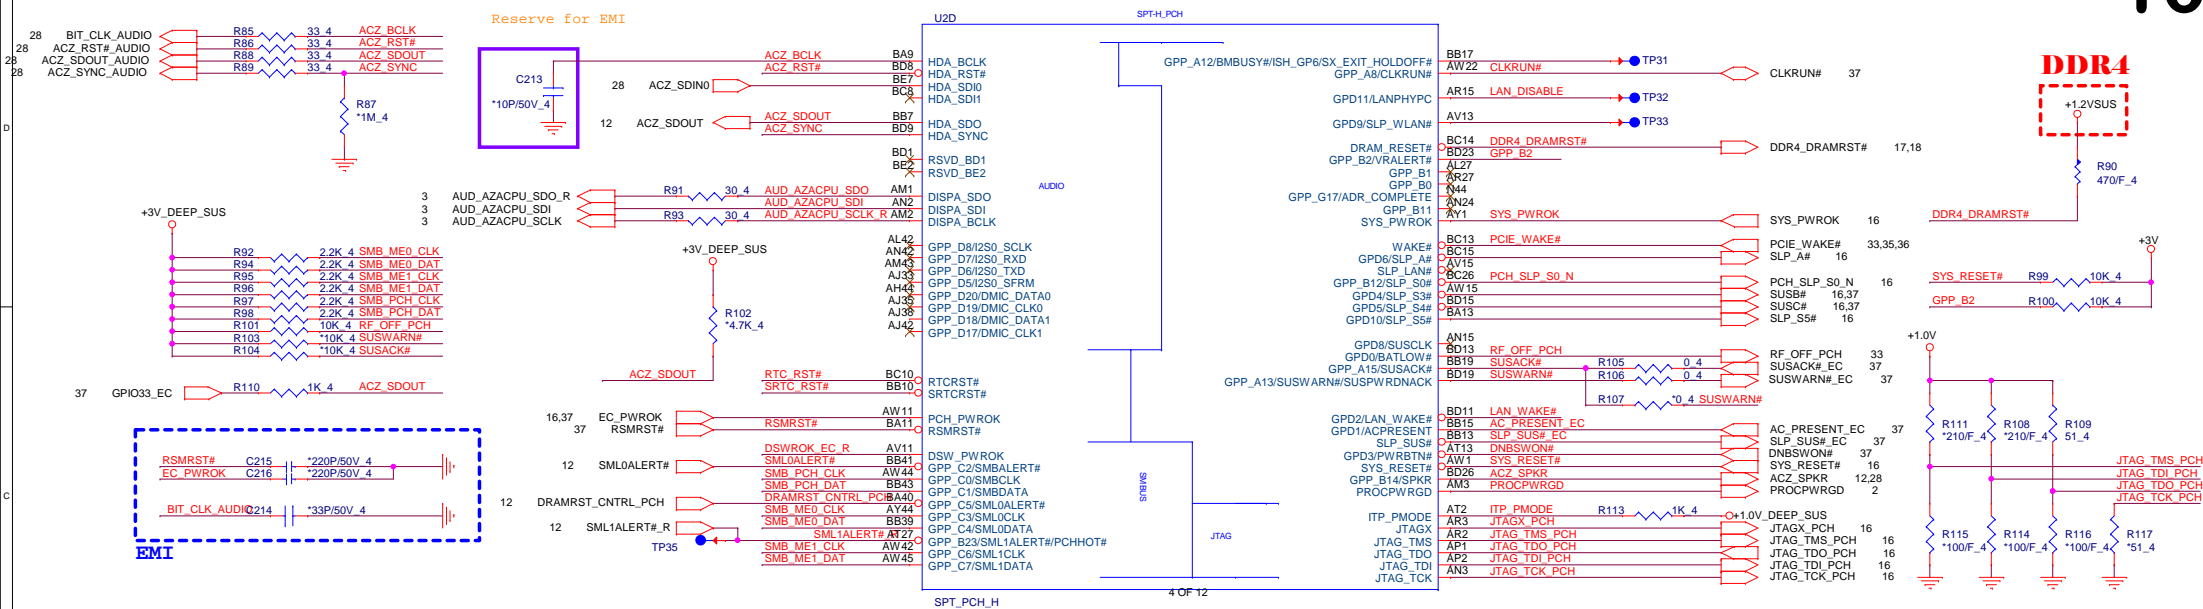 Reserve for EMI
28 BIT_CLK_AUDIO R85 33_4 ACZ_BCLK
28 ACZ_RST#_AUDIO R86 33_4 ACZ_RST#
28 ACZ_SDOUT_AUDIO R88 33_4 ACZ_SDOUT
28 ACZ_SYNC_AUDIO R89 33_4 ACZ_SYNC
R87
*1M_4
C213
*10P/50V_4
28 ACZ_SDIN0
12 ACZ_SDOUT
3 AUD_AZACPU_SDO_R R91 30_4 AUD_AZACPU_SDO AM1
3 AUD_AZACPU_SDI AUD_AZACPU_SDI AN2
3 AUD_AZACPU_SCLK R93 30_4 AUD_AZACPU_SCLK_R AM2
+3V_DEEP_SUS
R92 2.2K_4 SMB_ME0_CLK
R94 2.2K_4 SMB_ME0_DAT
R95 2.2K_4 SMB_ME1_CLK
R96 2.2K_4 SMB_ME1_DAT
R97 2.2K_4 SMB_PCH_CLK
R98 2.2K_4 SMB_PCH_DAT
R101 10K_4 RF_OFF_PCH
R103 *10K_4 SUSWARN#
R104 *10K_4 SUSACK#
37 GPIO33_EC R110 1K_4 ACZ_SDOUT
+3V_DEEP_SUS
R102
*4.7K_4
ACZ_SDOUT
RSMRST# C215 *220P/50V_4
EC_PWROK C216 *220P/50V_4
BIT_CLK_AUDIO C214 *33P/50V_4
EMI
16,37 EC_PWROK
37 RSMRST#
12 SML0ALERT#
12 DRAMRST_CNTRL_PCH
12 SML1ALERT#_R
TP35
U2D
SPT-H_PCH
ACZ_BCLK BA9 HDA_BCLK
ACZ_RST# BD8 HDA_RST#
BE7 HDA_SDI0
BC8 HDA_SDI1
ACZ_SDOUT BB7 HDA_SDO
ACZ_SYNC BD9 HDA_SYNC
BD1 RSVD_BD1
BE2 RSVD_BE2
DISPA_SDO
DISPA_SDI
DISPA_BCLK
AL42 GPP_D8/I2S0_SCLK
AN42 GPP_D7/I2S0_RXD
AM43 GPP_D6/I2S0_TXD
AJ33 GPP_D5/I2S0_SFRM
AH44 GPP_D20/DMIC_DATA0
AJ35 GPP_D19/DMIC_CLK0
AJ38 GPP_D18/DMIC_DATA1
AJ42 GPP_D17/DMIC_CLK1
RTC_RST# BC10 RTCRST#
SRTC_RST# BB10 SRTCRST#
AW11 PCH_PWROK
RSMRST# BA11 RSMRST#
DSWROK_EC_R AV11 DSW_PWROK
SML0ALERT# BB41 GPP_C2/SMBALERT#
SMB_PCH_CLK AW44 GPP_C0/SMBCLK
SMB_PCH_DAT BB43 GPP_C1/SMBDATA
DRAMRST_CNTRL_PCH BA40 GPP_C5/SML0ALERT#
SMB_ME0_CLK AY44 GPP_C3/SML0CLK
SMB_ME0_DAT BB39 GPP_C4/SML0DATA
SML1ALERT# AT27 GPP_B23/SML1ALERT#/PCHHOT#
SMB_ME1_CLK AW42 GPP_C6/SML1CLK
SMB_ME1_DAT AW45 GPP_C7/SML1DATA
AUDIO
SMBUS
JTAG
4 OF 12
SPT_PCH_H
GPP_A12/BMBUSY#/ISH_GP6/SX_EXIT_HOLDOFF# BB17 TP31
GPP_A8/CLKRUN# AW22 CLKRUN# CLKRUN# 37
GPD11/LANPHYPC AR15 LAN_DISABLE TP32
GPD9/SLP_WLAN# AV13 TP33
DRAM_RESET# BC14 DDR4_DRAMRST# DDR4_DRAMRST# 17,18
GPP_B2/VRALERT# BD23 GPP_B2
GPP_B1 AL27
GPP_B0 AR27
GPP_G17/ADR_COMPLETE N44
GPP_B11 AN24
SYS_PWROK AY1 SYS_PWROK SYS_PWROK 16
WAKE# BC13 PCIE_WAKE# PCIE_WAKE# 33,35,36
GPD6/SLP_A# BC15 SLP_A# 16
SLP_LAN# AV15
GPP_B12/SLP_S0# BC26 PCH_SLP_S0_N PCH_SLP_S0_N 16
GPD4/SLP_S3# AW15 SUSB# 16,37
GPD5/SLP_S4# BD15 SUSC# 16,37
GPD10/SLP_S5# BA13 SLP_S5# 16
GPD8/SUSCLK AN15
GPD0/BATLOW# BD13 RF_OFF_PCH RF_OFF_PCH 33
GPP_A15/SUSACK# BB19 SUSACK# R105 0_4 SUSACK#_EC 37
GPP_A13/SUSWARN#/SUSPWRDNACK BD19 SUSWARN# R106 0_4 SUSWARN#_EC 37
R107 *0_4 SUSWARN#
GPD2/LAN_WAKE# BD11 LAN_WAKE#
GPD1/ACPRESENT BB15 AC_PRESENT_EC AC_PRESENT_EC 37
SLP_SUS# BB13 SLP_SUS#_EC SLP_SUS#_EC 37
GPD3/PWRBTN# AT13 DNBSWON# DNBSWON# 37
SYS_RESET# AW1 SYS_RESET# SYS_RESET# 16
GPP_B14/SPKR BD26 ACZ_SPKR ACZ_SPKR 12,28
PROCPWRGD AM3 PROCPWRGD PROCPWRGD 2
ITP_PMODE AT2 ITP_PMODE R113 1K_4 +1.0V_DEEP_SUS
JTAGX AR3 JTAGX_PCH JTAGX_PCH 16
JTAG_TMS AR2 JTAG_TMS_PCH JTAG_TMS_PCH 16
JTAG_TDO AP1 JTAG_TDO_PCH JTAG_TDO_PCH 16
JTAG_TDI AP2 JTAG_TDI_PCH JTAG_TDI_PCH 16
JTAG_TCK AN3 JTAG_TCK_PCH JTAG_TCK_PCH 16
DDR4
+1.2VSUS
R90
470/F_4
DDR4_DRAMRST#
+3V
SYS_RESET# R99 10K_4
GPP_B2 R100 10K_4
+1.0V
R111 R108 R109
*210/F_4 *210/F_4 51_4
JTAG_TMS_PCH
JTAG_TDI_PCH
JTAG_TDO_PCH
JTAG_TCK_PCH
R115 R114 R116 R117
*100/F_4 *100/F_4 *100/F_4 *51_4
D
C